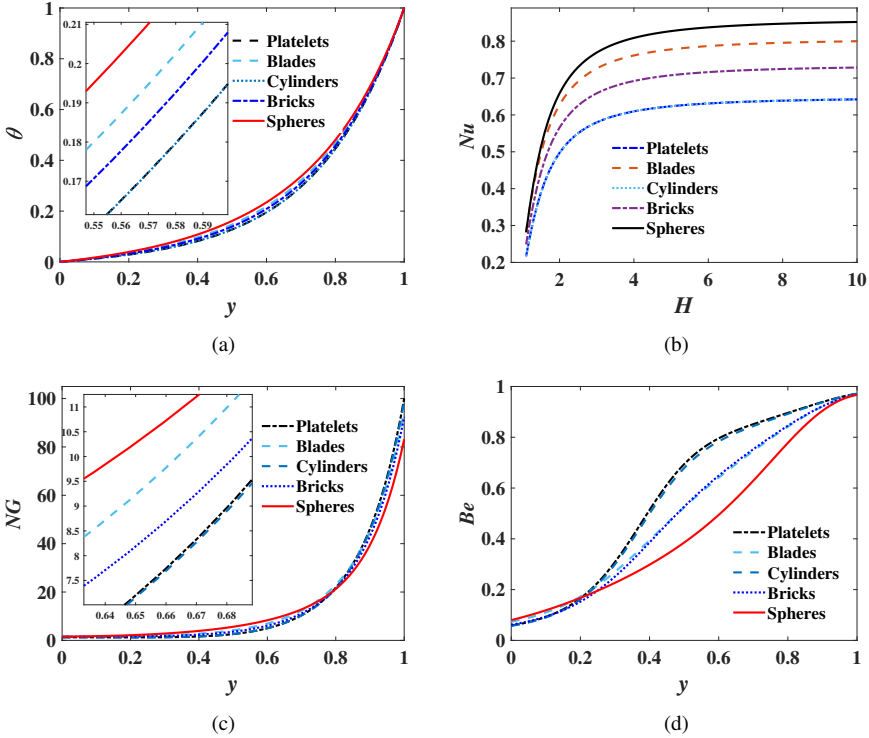 1
0.8
0.6
0.4
0.2
0
θ
0.21
0.2
0.19
0.18
0.17
0.55 0.56 0.57 0.58 0.59
Platelets
Blades
Cylinders
Bricks
Spheres
0 0.2 0.4 0.6 0.8 1
y
(a)
0.8
0.7
0.6
0.5
0.4
0.3
0.2
Nu
Platelets
Blades
Cylinders
Bricks
Spheres
2 4 6 8 10
H
(b)
100
80
60
40
20
0
NG
11
10.5
10
9.5
9
8.5
8
7.5
0.64 0.65 0.66 0.67 0.68
Platelets
Blades
Cylinders
Bricks
Spheres
0 0.2 0.4 0.6 0.8 1
y
(c)
1
0.8
0.6
0.4
0.2
0
Be
Platelets
Blades
Cylinders
Bricks
Spheres
0 0.2 0.4 0.6 0.8 1
y
(d)